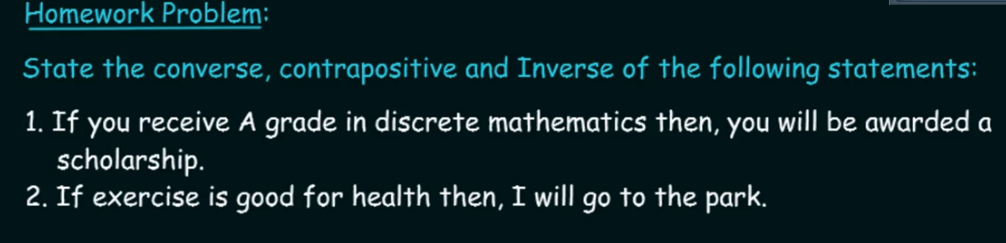 Homework Problem:
State the converse, contrapositive and Inverse of the following statements:
1. If you receive A grade in discrete mathematics then, you will be awarded a
scholarship.
2. If exercise is good for health then, I will go to the park.